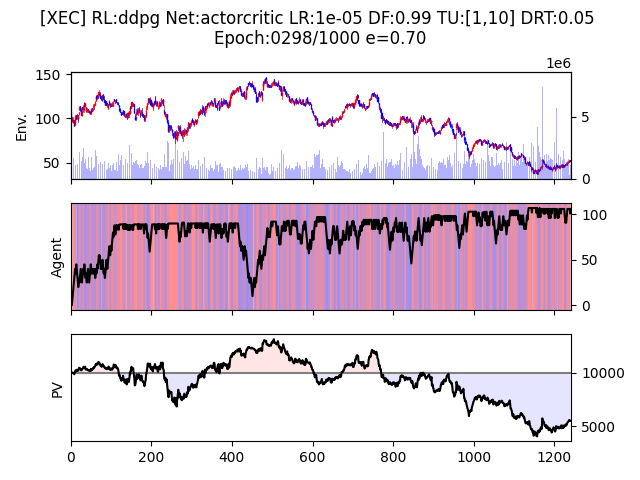 [XEC] RL:ddpg Net:actorcritic LR:1e-05 DF:0.99 TU:[1,10] DRT:0.05
Epoch:0298/1000 e=0.70
1e6
150
100
50
Env.
5
0
Agent
100
50
0
PV
10000
5000
0 200 400 600 800 1000 1200